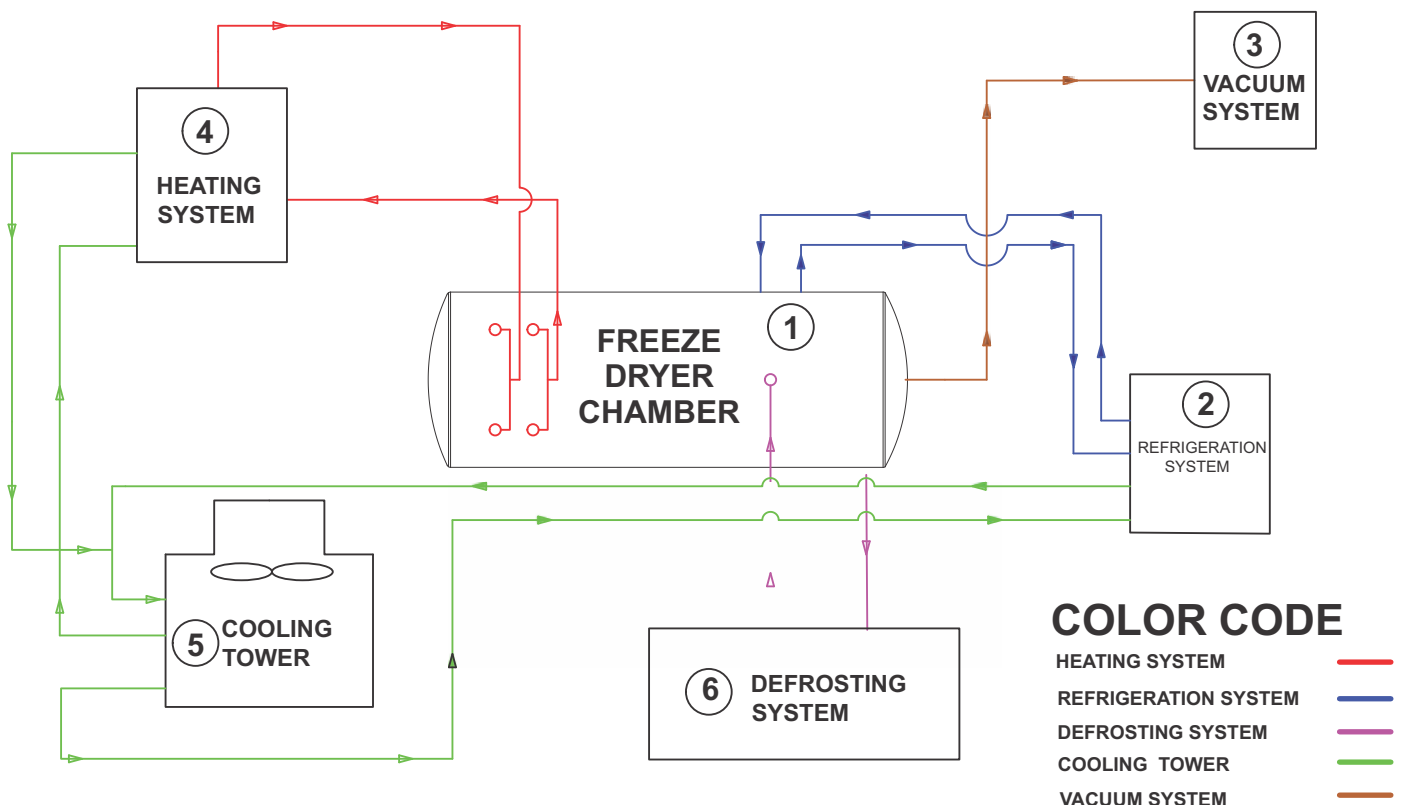 4
HEATING
SYSTEM
3
VACUUM
SYSTEM
1
FREEZE
DRYER
CHAMBER
2
REFRIGERATION
SYSTEM
5
COOLING
TOWER
6
DEFROSTING
SYSTEM
COLOR CODE
HEATING SYSTEM
REFRIGERATION SYSTEM
DEFROSTING SYSTEM
COOLING TOWER
VACUUM SYSTEM